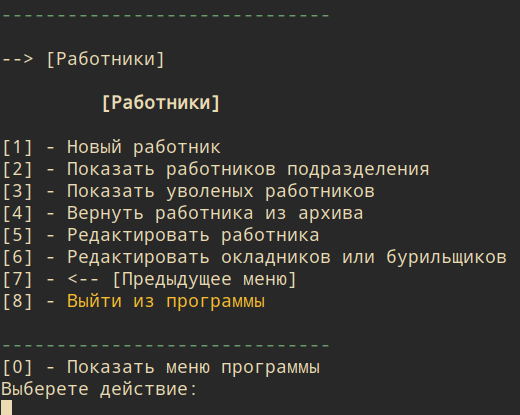 ------------------------------
--> [Работники]
[Работники]
[1] - Новый работник
[2] - Показать работников подразделения
[3] - Показать уволеных работников
[4] - Вернуть работника из архива
[5] - Редактировать работника
[6] - Редактировать окладников или бурильщиков
[7] - <-- [Предыдущее меню]
[8] - Выйти из программы
------------------------------
[0] - Показать меню программы
Выберете действие: